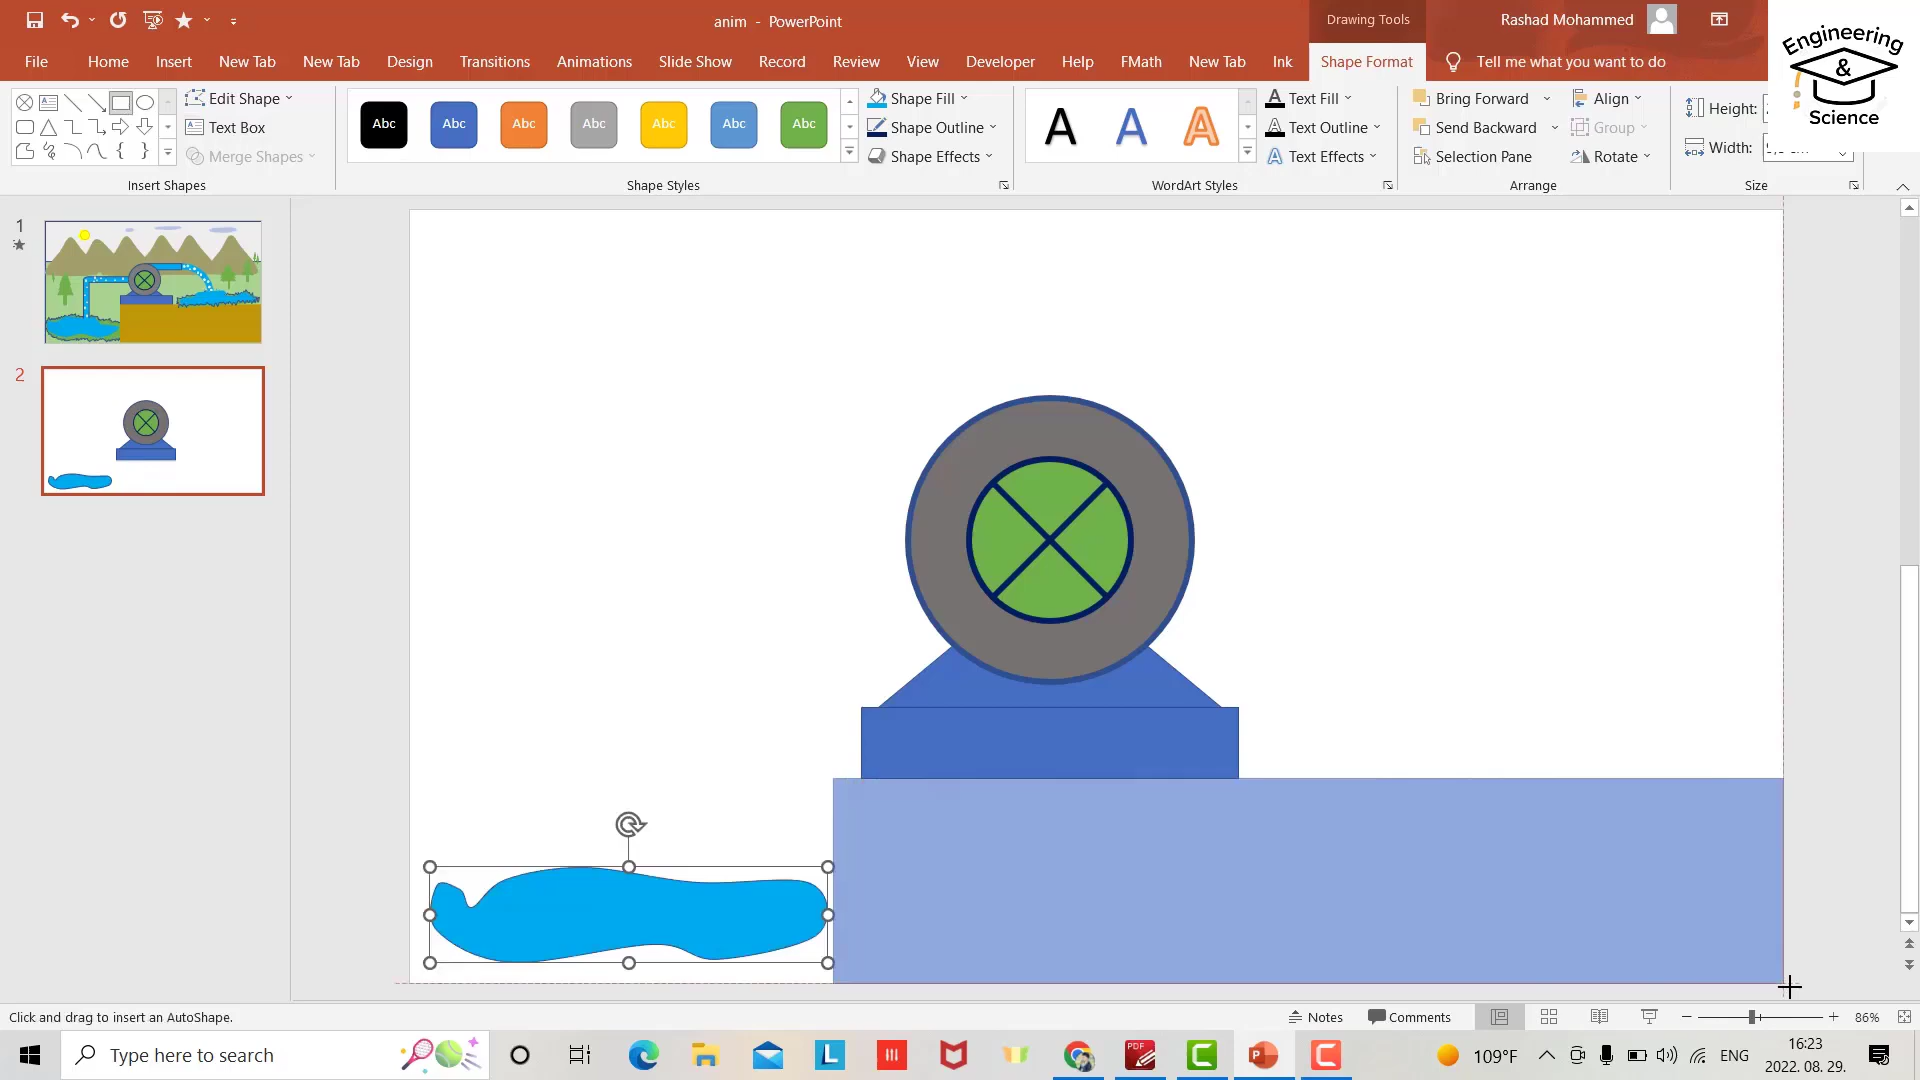 anim - PowerPoint
Drawing Tools
Rashad Mohammed
File Home Insert New Tab New Tab Design Transitions Animations Slide Show Record Review View Developer Help FMath New Tab Ink Shape Format Tell me what you want to do
Engineering
&
Science
Edit Shape
Text Box
Merge Shapes
Insert Shapes
Abc Abc Abc Abc Abc Abc Abc
Shape Fill
Shape Outline
Shape Effects
Shape Styles
A A A
Text Fill
Text Outline
Text Effects
WordArt Styles
Bring Forward
Send Backward
Selection Pane
Align
Group
Rotate
Arrange
Height:
Width:
Size
1
2
Click and drag to insert an AutoShape.
Notes Comments 86%
Type here to search
109°F
ENG
16:23
2022. 08. 29.